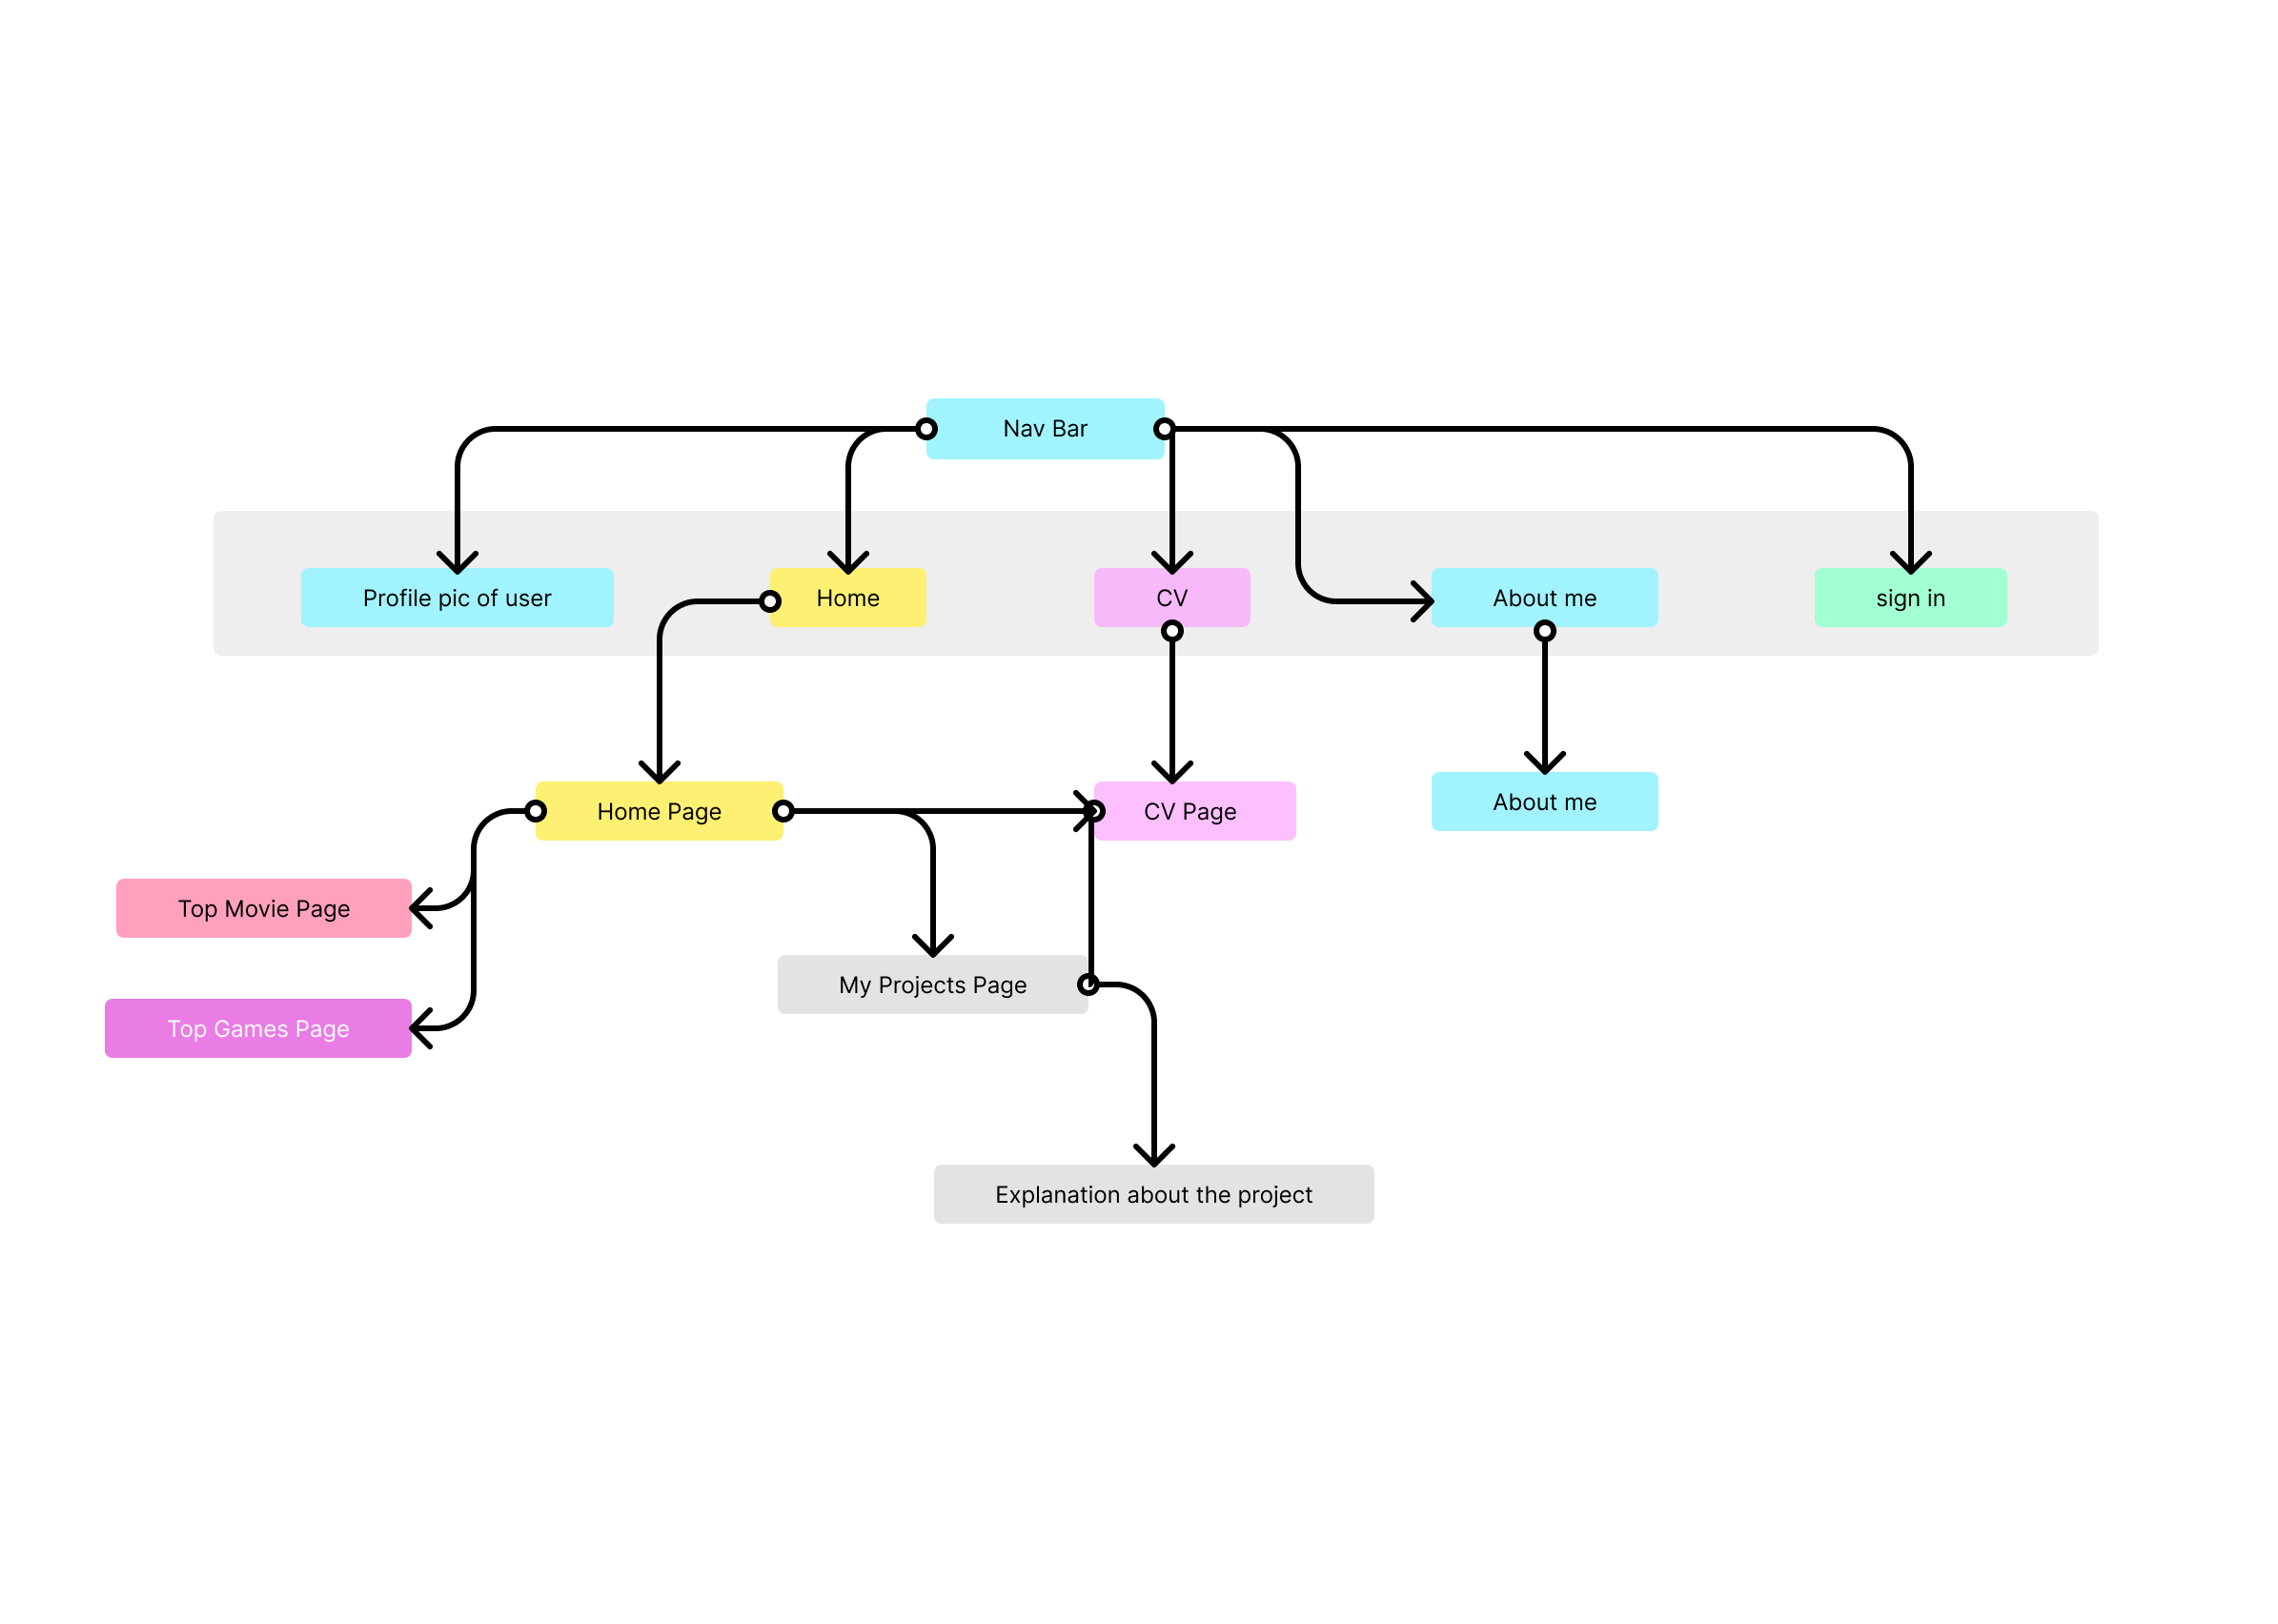 Nav Bar
Profile pic of user
Home
CV
About me
sign in
Home Page
CV Page
About me
Top Movie Page
My Projects Page
Top Games Page
Explanation about the project